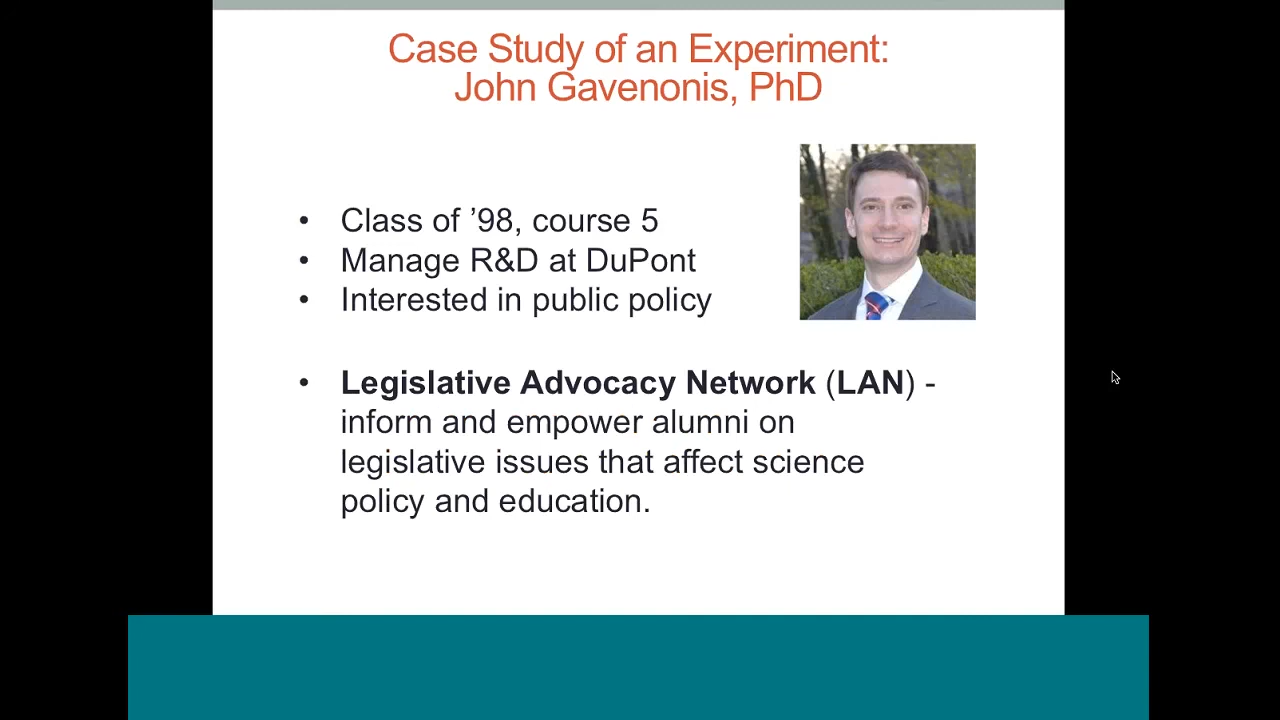 Case Study of an Experiment:
John Gavenonis, PhD
• Class of ’98, course 5
• Manage R&D at DuPont
• Interested in public policy
• Legislative Advocacy Network (LAN) -
inform and empower alumni on
legislative issues that affect science
policy and education.